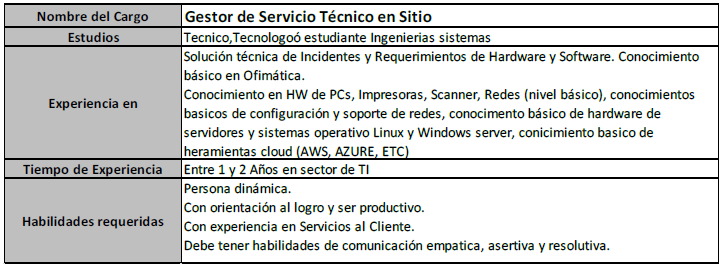 Nombre del Cargo Gestor de Servicio Técnico en Sitio
Estudios Tecnico,Tecnologoó estudiante Ingenierias sistemas
Experiencia en
Solución técnica de Incidentes y Requerimientos de Hardware y Software. Conocimiento
básico en Ofimática.
Conocimiento en HW de PCs, Impresoras, Scanner, Redes (nivel básico), conocimientos
basicos de configuración y soporte de redes, conocmento básico de hardware de
servidores y sistemas operativo Linux y Windows server, conicimiento basico de
heramientas cloud (AWS, AZURE, ETC)
Tiempo de Experiencia Entre 1 y 2 Años en sector de TI
Habilidades requeridas
Persona dinámica.
Con orientación al logro y ser productivo.
Con experiencia en Servicios al Cliente.
Debe tener habilidades de comunicación empatica, asertiva y resolutiva.